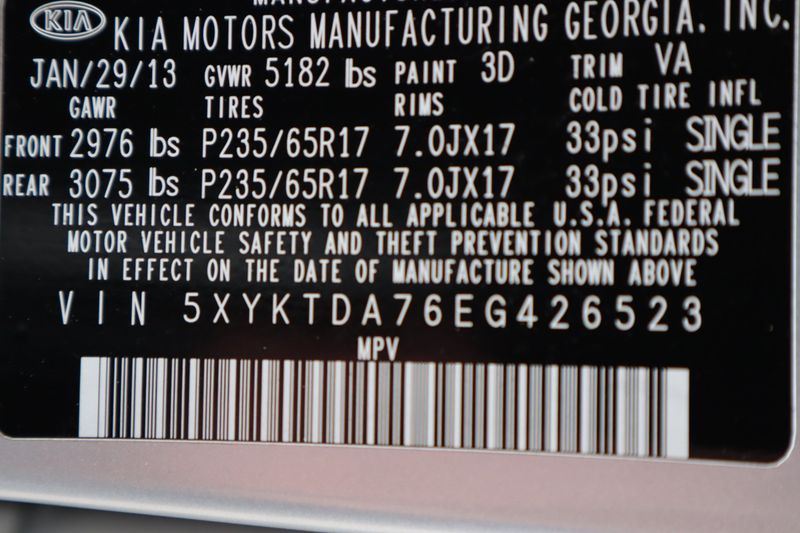 KIA
KIA MOTORS MANUFACTURING GEORGIA, INC.
JAN/29/13 GVWR 5182 lbs PAINT 3D TRIM VA
GAWR TIRES RIMS COLD TIRE INFL
FRONT 2976 lbs P235/65R17 7.0JX17 33psi SINGLE
REAR 3075 lbs P235/65R17 7.0JX17 33psi SINGLE
THIS VEHICLE CONFORMS TO ALL APPLICABLE U.S.A. FEDERAL
MOTOR VEHICLE SAFETY AND THEFT PREVENTION STANDARDS
IN EFFECT ON THE DATE OF MANUFACTURE SHOWN ABOVE
VIN 5XYKTDA76EG426523
MPV